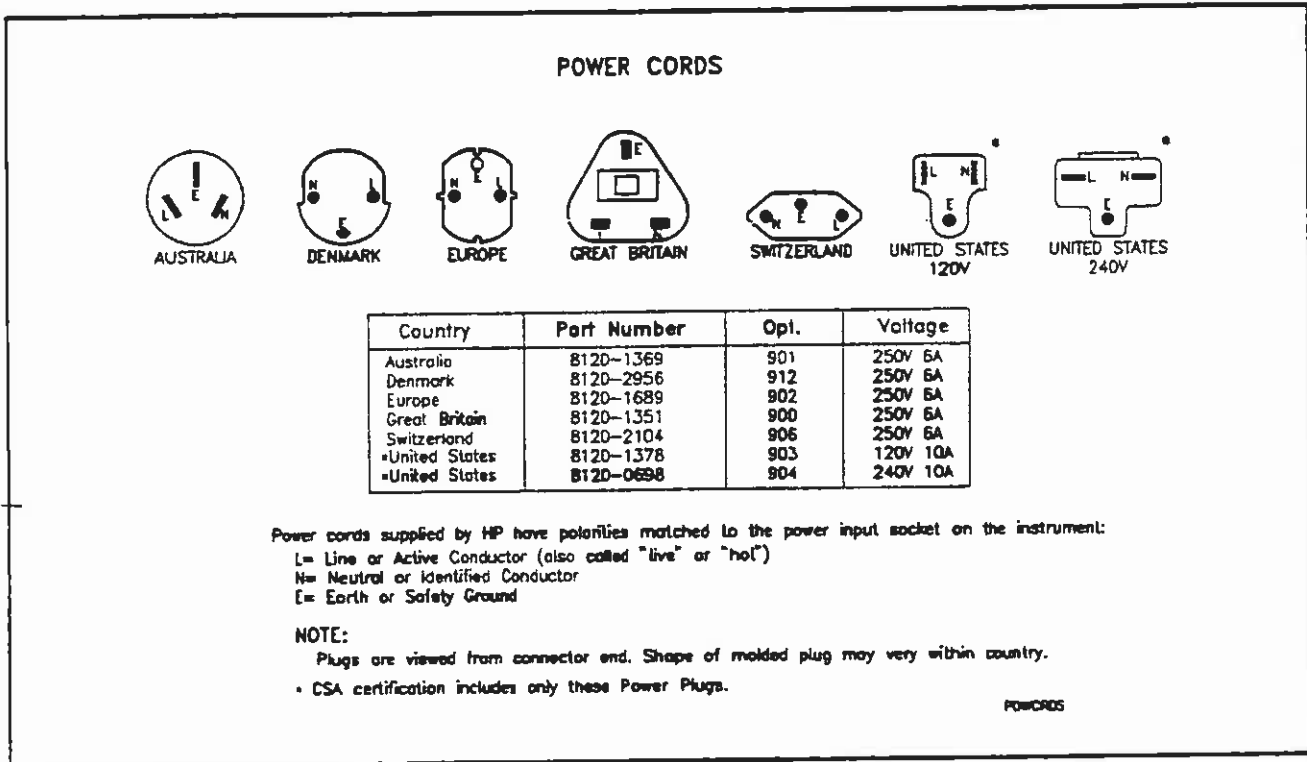 POWER CORDS
E
L N
AUSTRALIA
N L
E
DENMARK
E
N L
EUROPE
E
L N
GREAT BRITAIN
N E L
SWITZERLAND
*
L N
E
UNITED STATES
120V
*
L N
E
UNITED STATES
240V
Country Part Number Opt. Voltage
Australia 8120-1369 901 250V 6A
Denmark 8120-2956 912 250V 6A
Europe 8120-1689 902 250V 6A
Great Britain 8120-1351 900 250V 6A
Switzerland 8120-2104 906 250V 6A
*United States 8120-1378 903 120V 10A
*United States 8120-0698 904 240V 10A
Power cords supplied by HP have polarities matched to the power input socket on the instrument:
L= Line or Active Conductor (also called "live" or "hot")
N= Neutral or Identified Conductor
E= Earth or Safety Ground
NOTE:
Plugs are viewed from connector end. Shape of molded plug may very within country.
* CSA certification includes only these Power Plugs.
POWCRDS